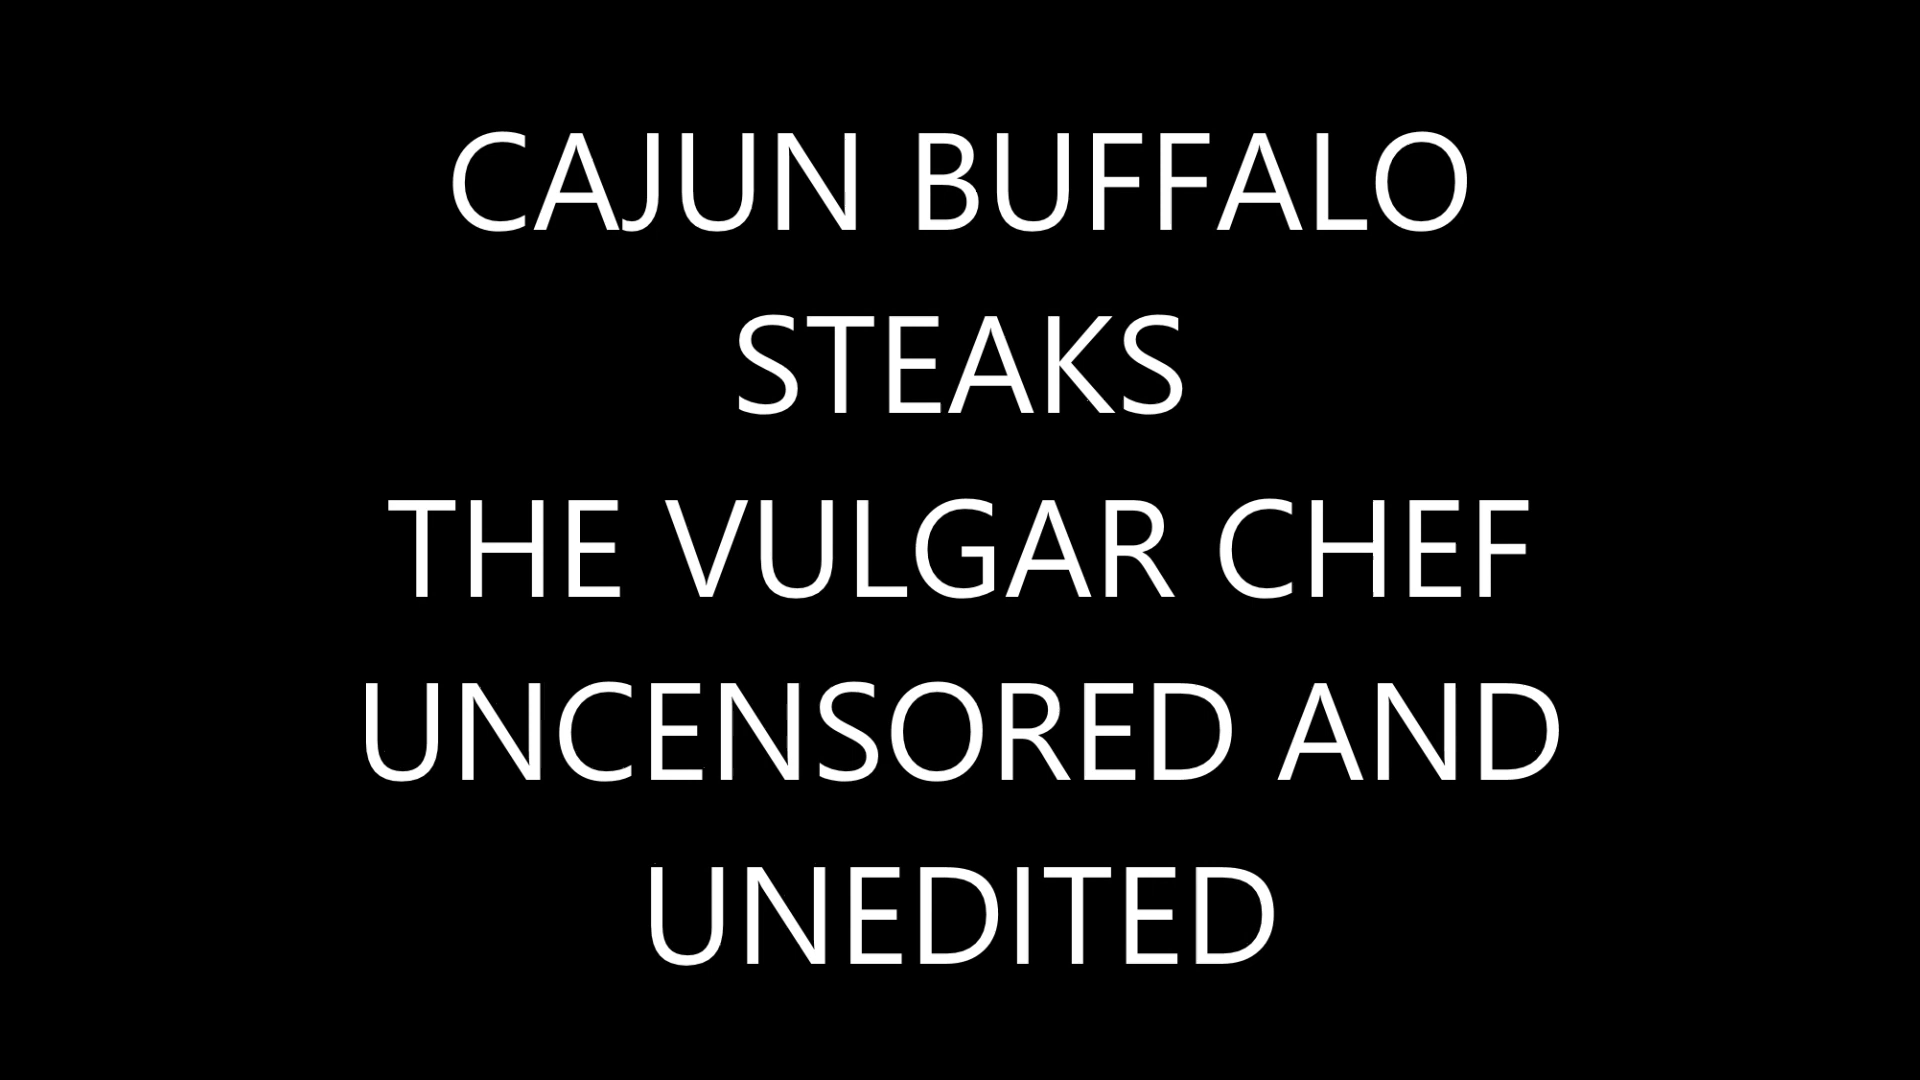 CAJUN BUFFALO
STEAKS
THE VULGAR CHEF
UNCENSORED AND
UNEDITED